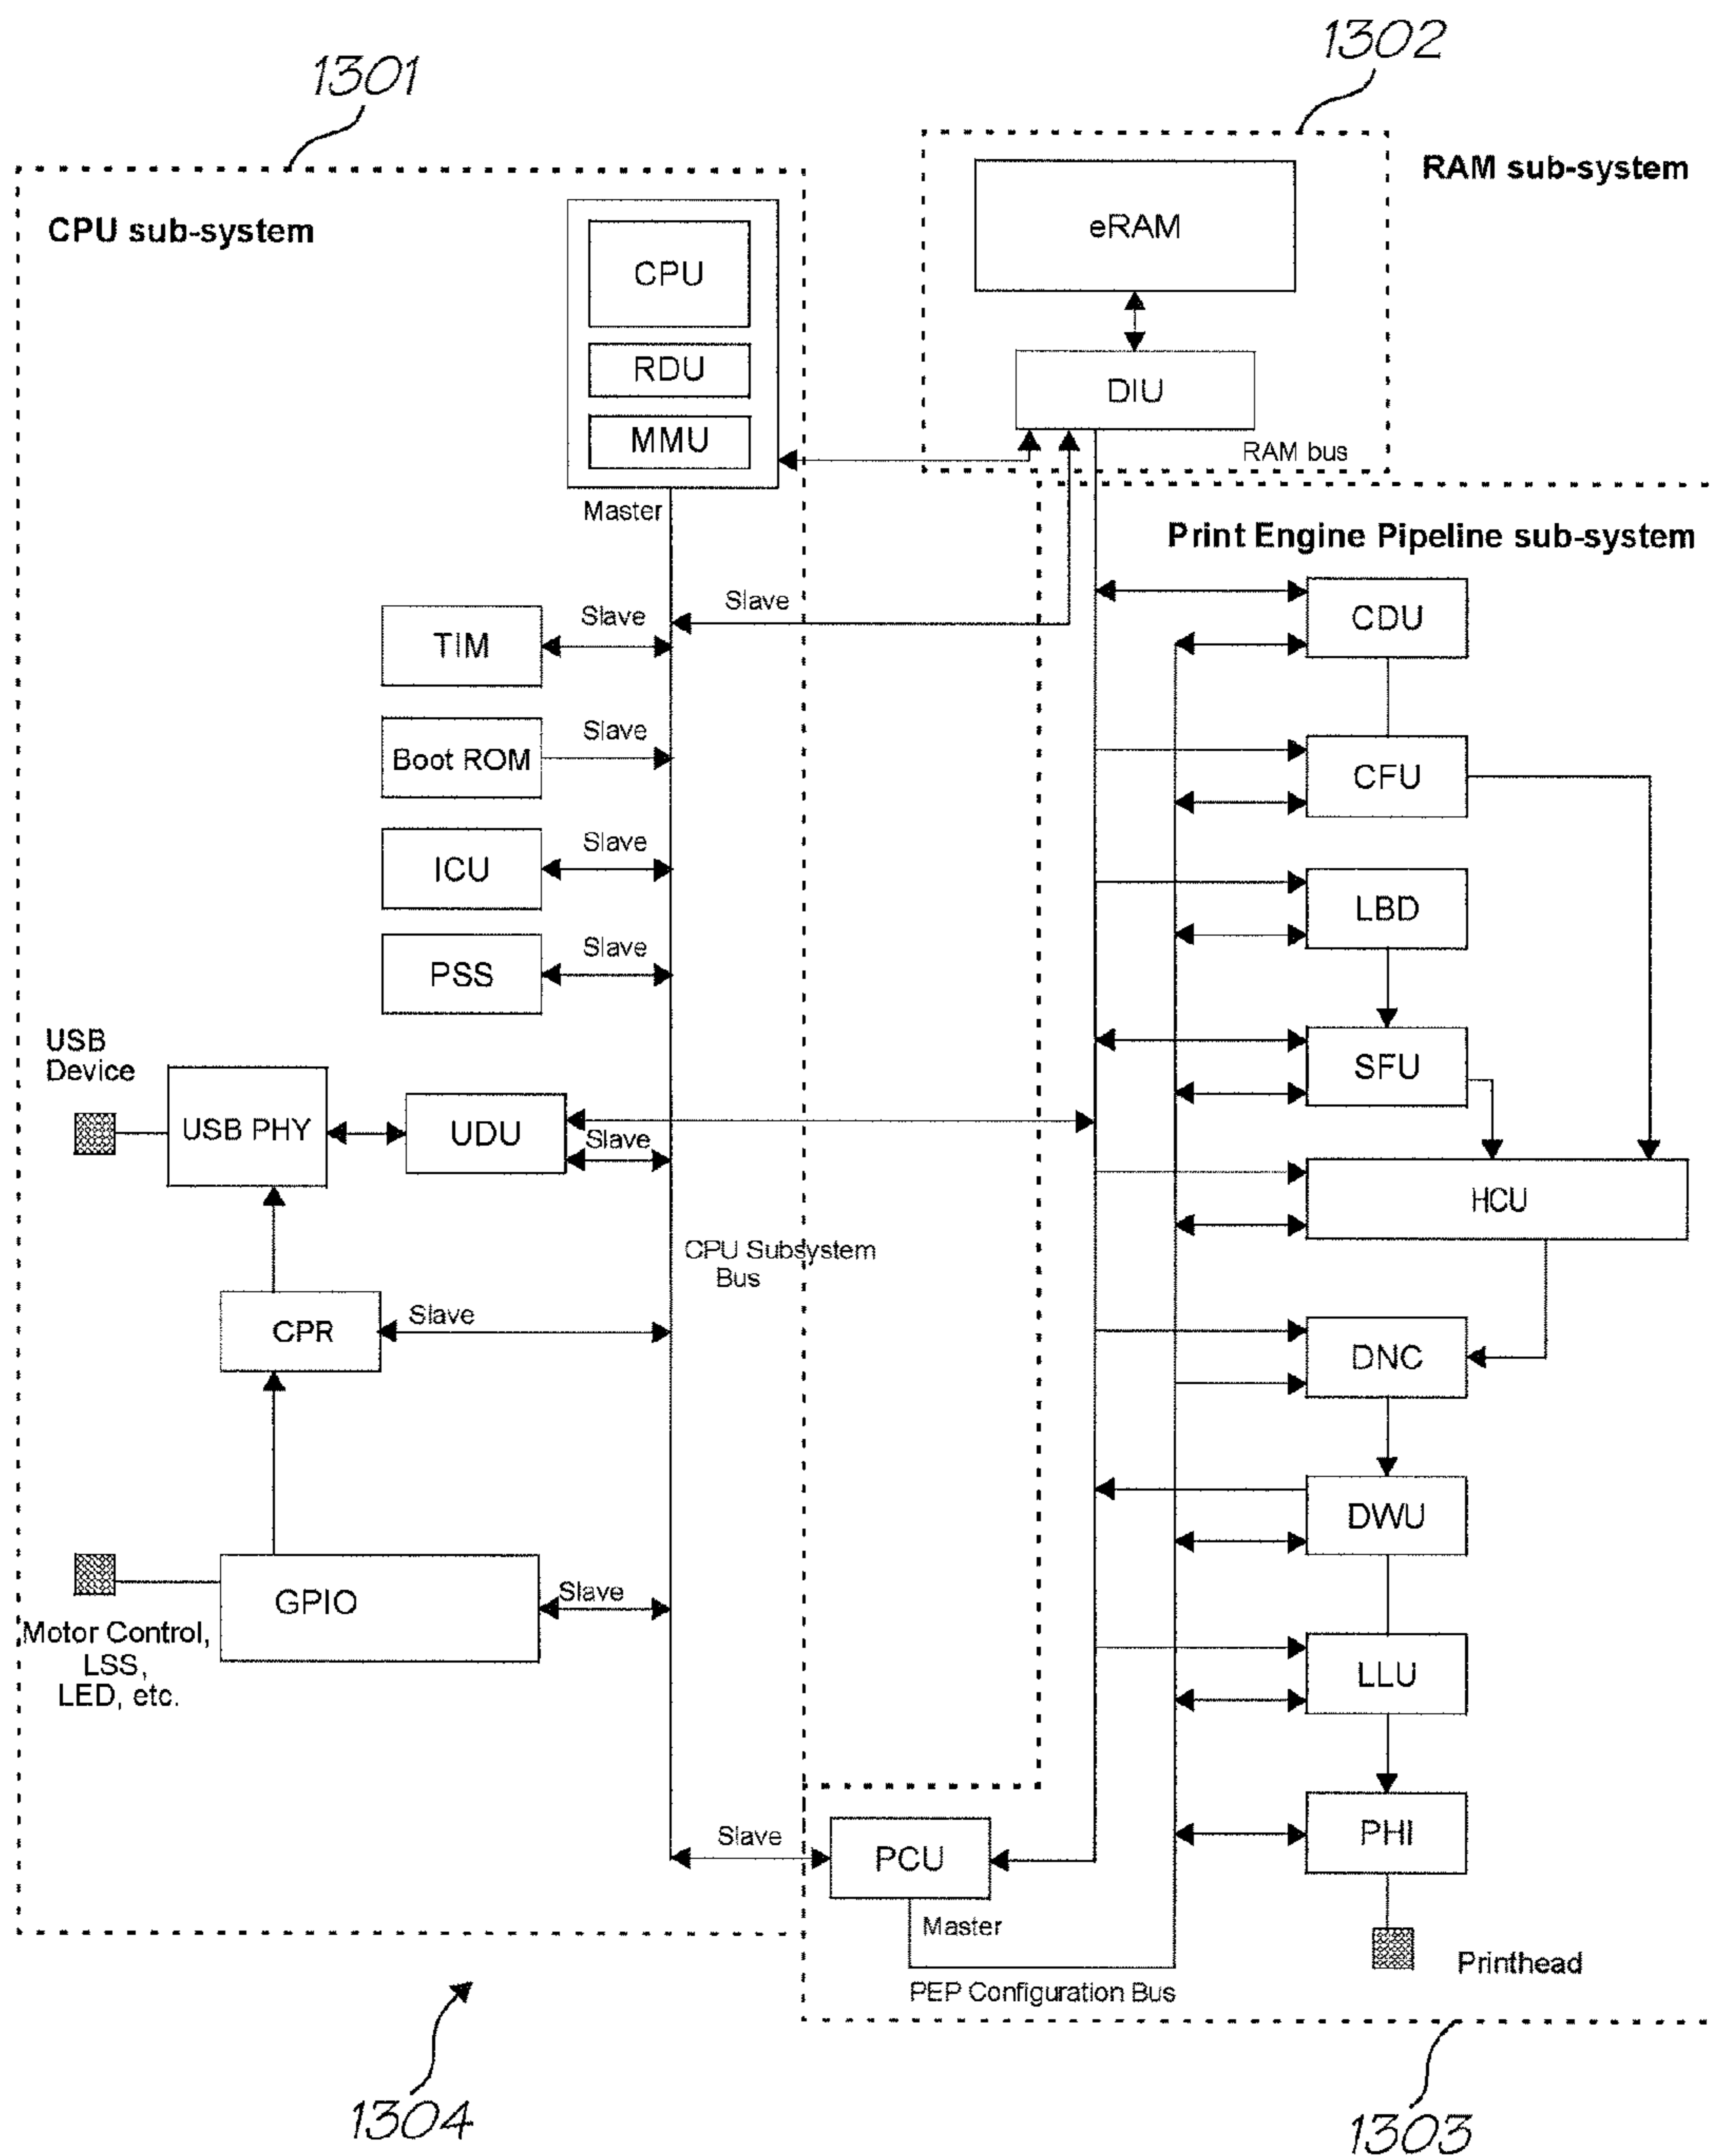 1301
1302
RAM sub-system
CPU sub-system
CPU
RDU
MMU
Master
eRAM
DIU
RAM bus
Print Engine Pipeline sub-system
Slave
TIM
Slave
Boot ROM
Slave
ICU
Slave
PSS
Slave
USB
Device
USB PHY
UDU
Slave
CPU Subsystem
Bus
CPR
Slave
GPIO
Slave
Motor Control,
LSS,
LED, etc.
CDU
CFU
LBD
SFU
HCU
DNC
DWU
LLU
PHI
Slave
PCU
Master
PEP Configuration Bus
Printhead
1304
1303